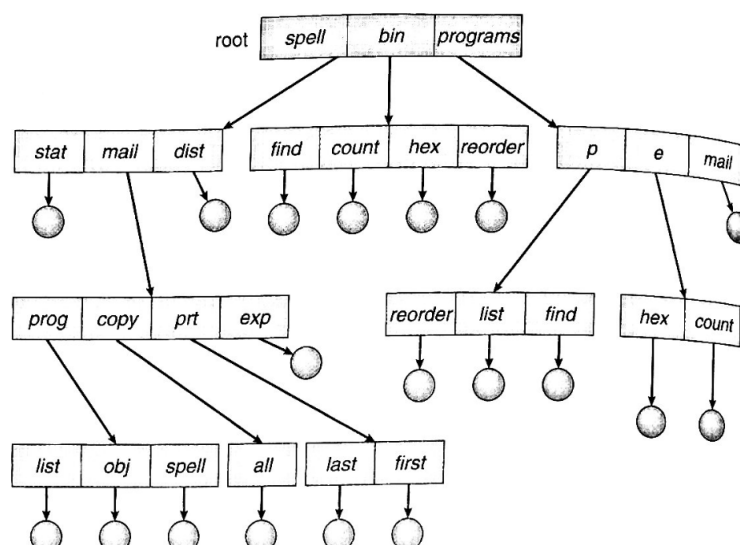 root spell bin programs
stat mail dist find count hex reorder p e mail
prog copy prt exp reorder list find hex count
list obj spell all last first